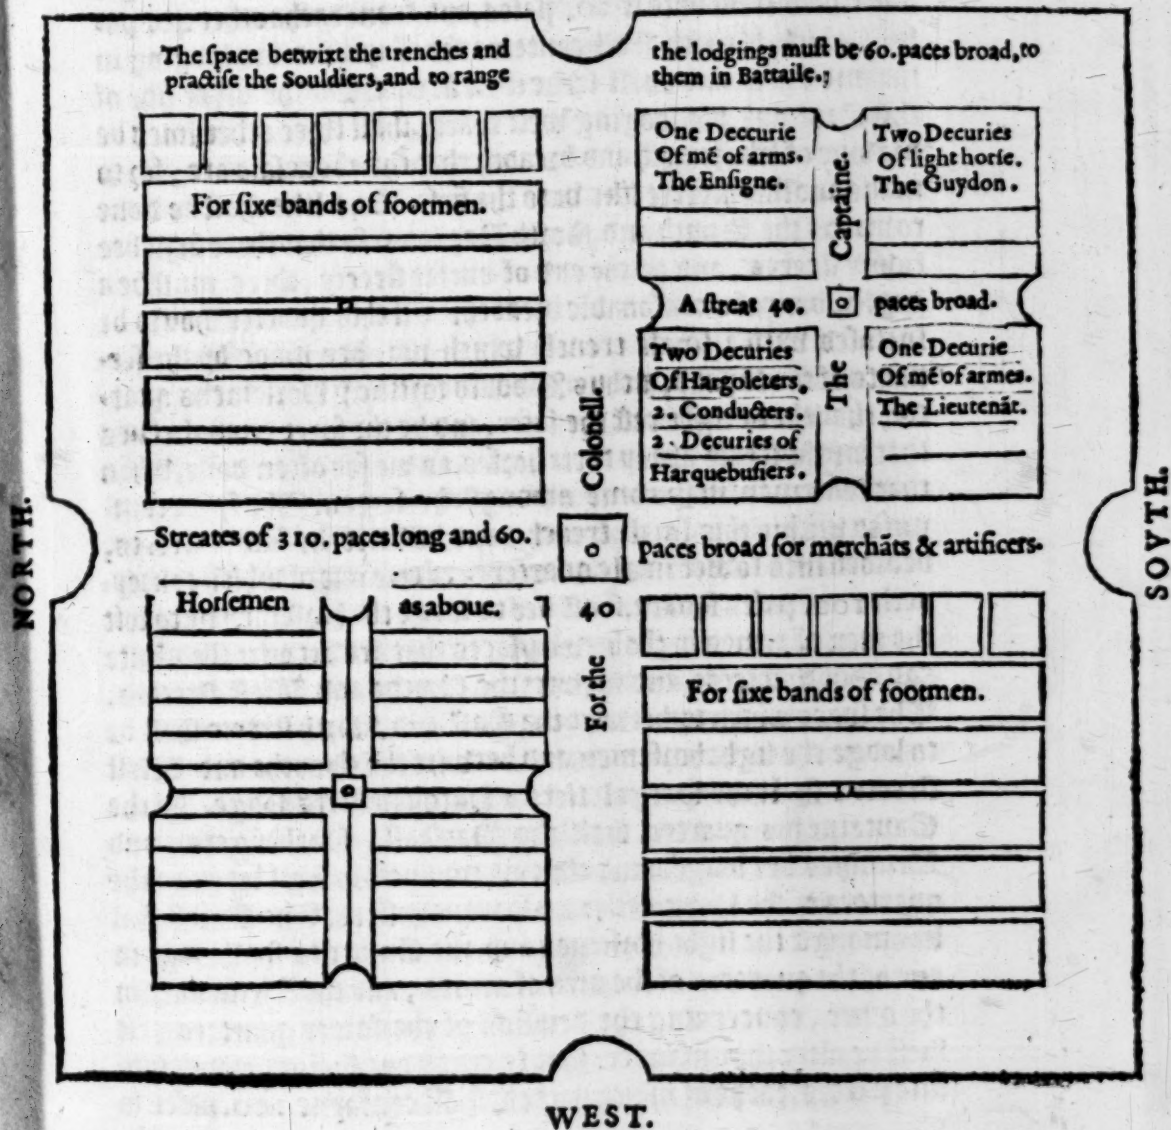 The ſpace betwixt the trenches and the lodgings muſt be 60. paces broad, to
practiſe the Souldiers, and to range them in Battaile.;
One Deccurie
Of mē of arms.
The Enſigne.
Captaine.
Two Decuries
Of light horſe.
The Guydon.
For ſixe bands of footmen.
A ſtreat 40. paces broad.
Two Decuries
Of Hargoleters.
2. Conducters.
2. Decuries of
Harquebuſiers.
The
One Decurie
Of mē of armes.
The Lieutenāt.
Colonell.
NORTH.
SOVTH.
Streates of 310. paces long and 60. paces broad for merchāts & artificers.
Horſemen as aboue.
For the 40
For ſixe bands of footmen.
WEST.